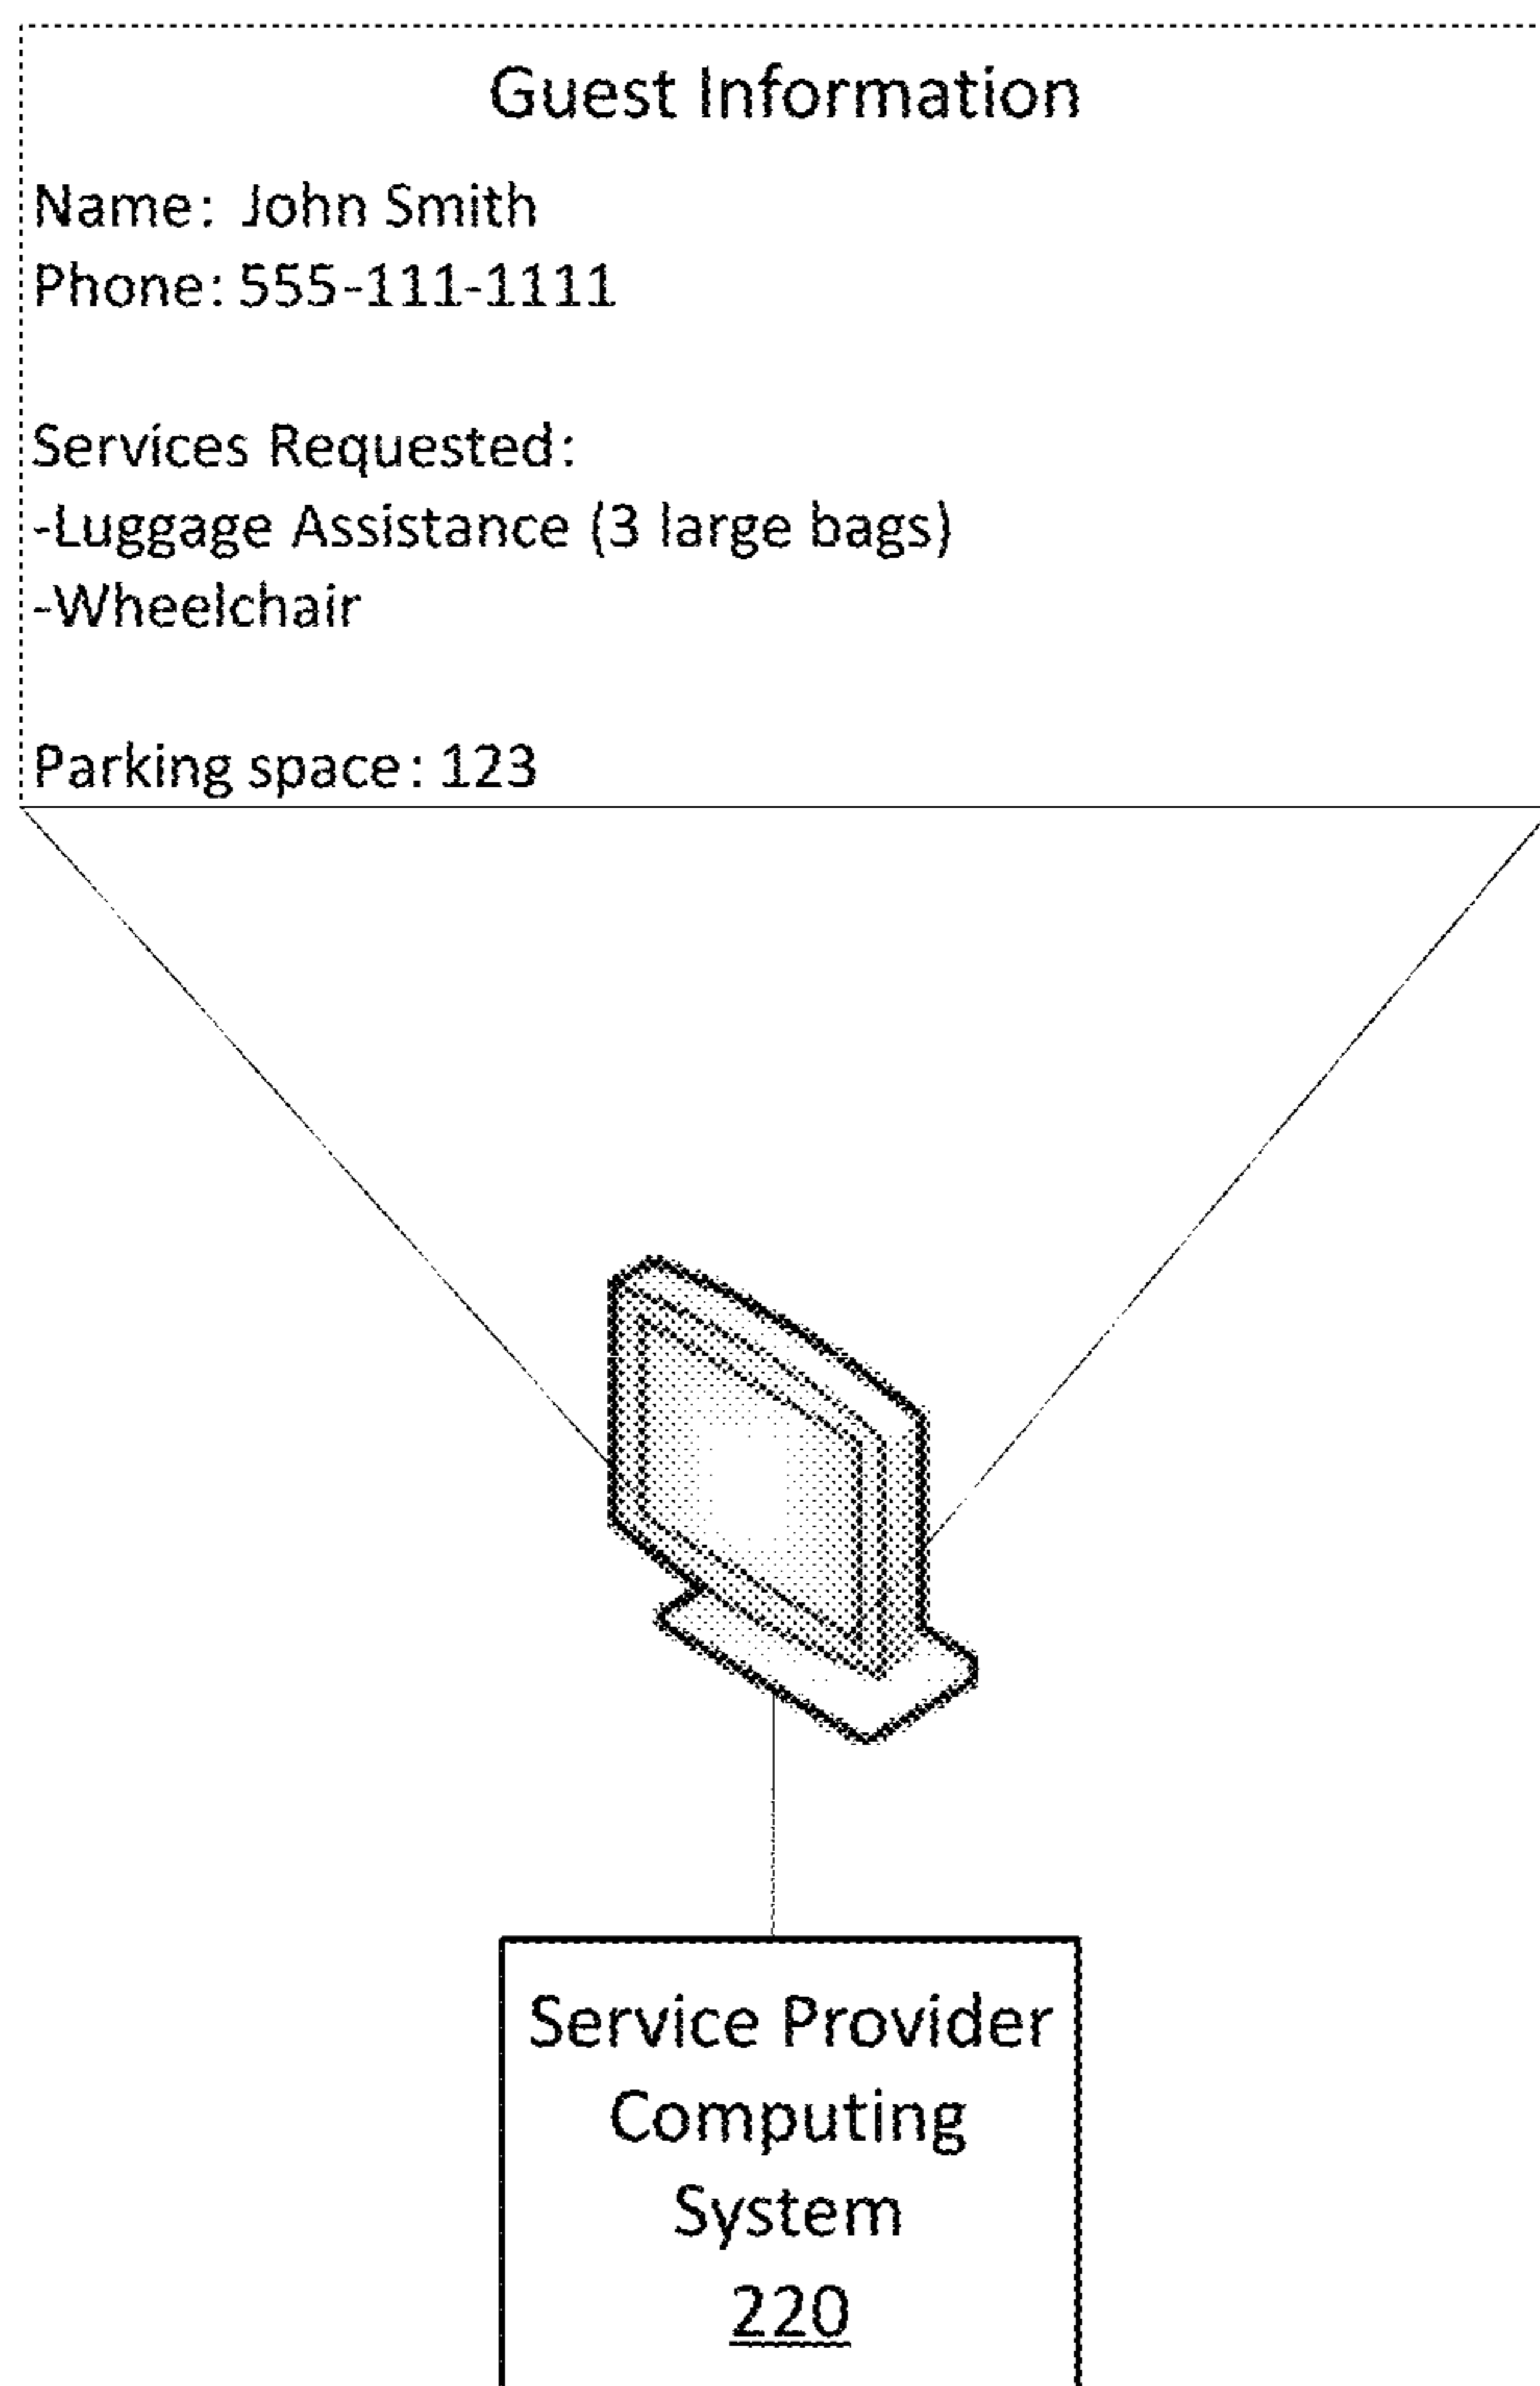 Guest Information
Name: John Smith
Phone: 555-111-1111
Services Requested:
-Luggage Assistance (3 large bags)
-Wheelchair
Parking space: 123
Service Provider
Computing
System
220